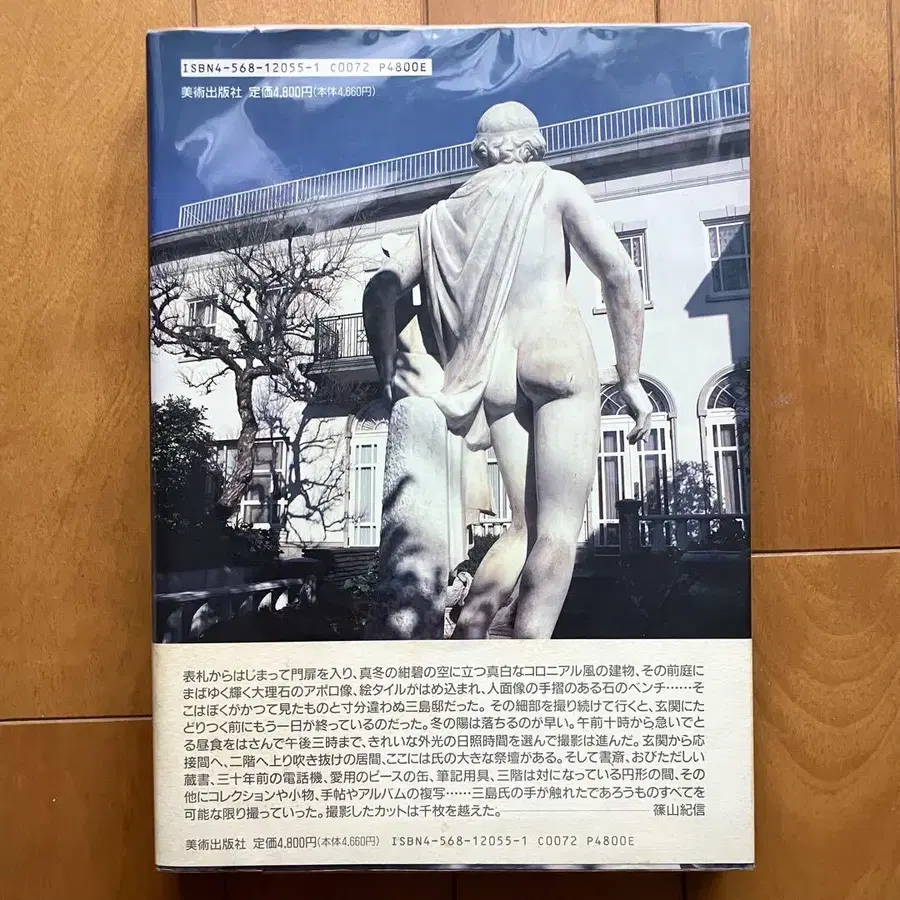 ISBN4-568-12055-1 C0072 P4800E
美術出版社 定価4,800円(本体4,660円)
表札からはじまって門扉を入り、真冬の紺碧の空に立つ真白なコロニアル風の建物、その前庭に
まばゆく輝く大理石のアポロ像、絵タイルがはめ込まれ、人面像の手摺のある石のベンチ……そ
こはぼくがかつて見たものと寸分違わぬ三島邸だった。その細部を撮り続けて行くと、玄関にた
どりつく前にもう一日が終っているのだった。冬の陽は落ちるのが早い。午前十時から急いでと
る昼食をはさんで午後三時まで、きれいな外光の日照時間を選んで撮影は進んだ。玄関から応
接間へ、二階へ上り吹き抜けの居間、ここには氏の大きな祭壇がある。そして書斎、おびただしい
蔵書、三十年前の電話機、愛用のピースの缶、筆記用具、三階は対になっている円形の間、その
他にコレクションや小物、手帖やアルバムの複写……三島氏の手が触れたであろうものすべてを
可能な限り撮っていった。撮影したカットは千枚を越えた。――――――篠山紀信
美術出版社 定価4,800円(本体4,660円) ISBN4-568-12055-1 C0072 P4800E